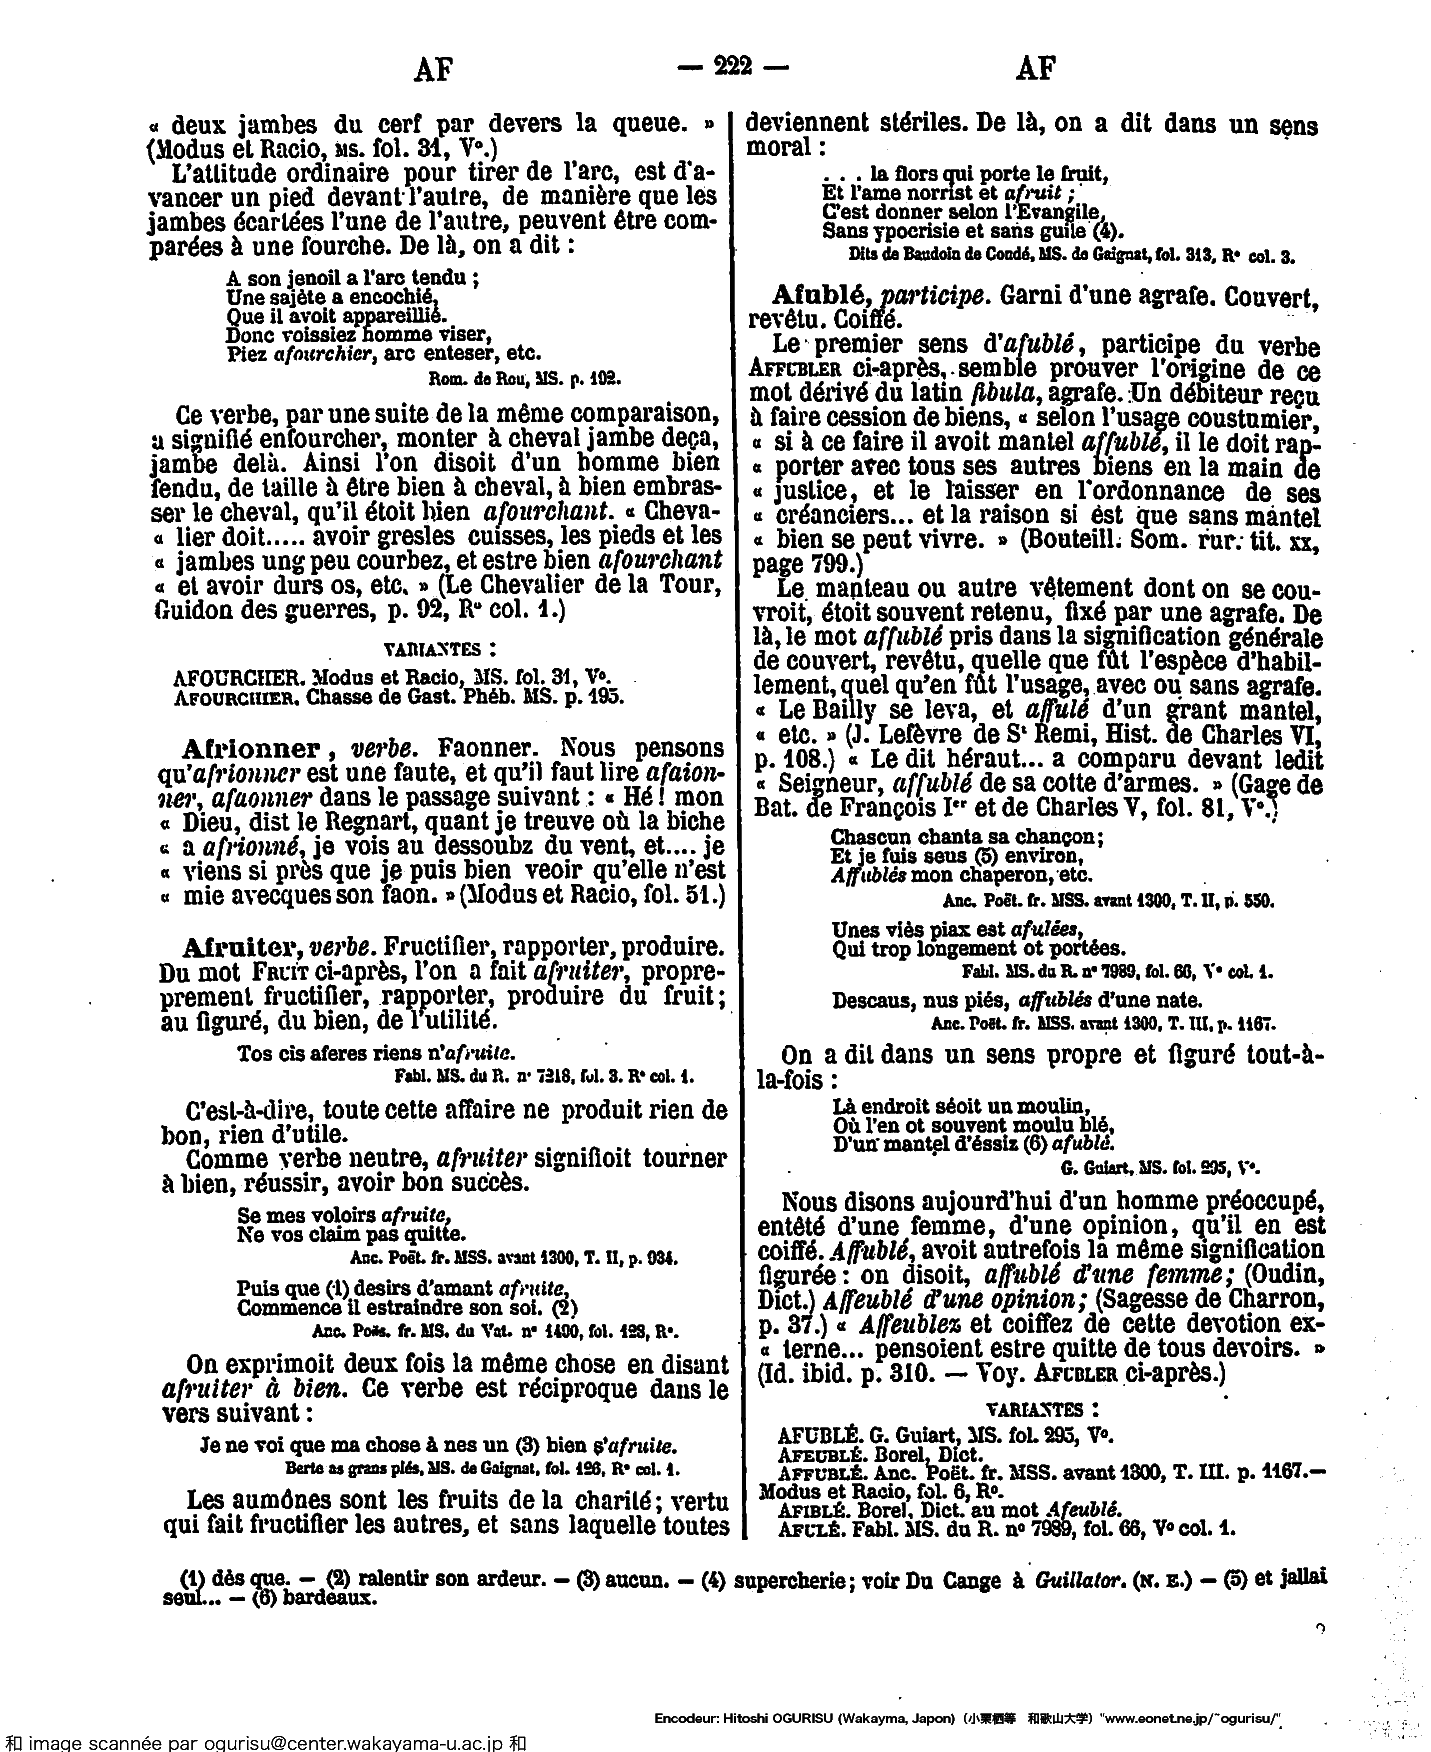 AF
— 222 —
AF
« deux jambes du cerf par devers la queue. »
(Modus et Racio, MS. fol. 31, V°.)
L'attitude ordinaire pour tirer de l'arc, est d'a-
vancer un pied devant l'autre, de manière que les
jambes écartées l'une de l'autre, peuvent être com-
parées à une fourche. De là, on a dit :
A son jenoil a l'arc tendu ;
Une sajète a encochié,
Que il avoit appareillié.
Donc voissiez homme viser,
Piez afourchier, arc enteser, etc.
Rom. de Rou, MS. p. 192.
Ce verbe, par une suite de la même comparaison,
a signifié enfourcher, monter à cheval jambe deça,
jambe delà. Ainsi l'on disoit d'un homme bien
fendu, de taille à être bien à cheval, à bien embras-
ser le cheval, qu'il étoit bien afourchant. « Cheva-
« lier doit..... avoir gresles cuisses, les pieds et les
« jambes ung peu courbez, et estre bien afourchant
« et avoir durs os, etc. » (Le Chevalier de la Tour,
Guidon des guerres, p. 92, R° col. 1.)
VARIANTES :
AFOURCHER. Modus et Racio, MS. fol. 31, V°.
AFOURCHIER. Chasse de Gast. Phéb. MS. p. 195.
Afrionner, verbe. Faonner. Nous pensons
qu'afrionner est une faute, et qu'il faut lire afaion-
ner, afaonner dans le passage suivant : « Hé ! mon
« Dieu, dist le Regnart, quant je treuve où la biche
« a afrionné, je vois au dessoubz du vent, et.... je
« viens si près que je puis bien veoir qu'elle n'est
« mie avecques son faon. » (Modus et Racio, fol. 51.)
Afruiter, verbe. Fructifier, rapporter, produire.
Du mot FRUIT ci-après, l'on a fait afruiter, propre-
prement fructifier, rapporter, produire du fruit ;
au figuré, du bien, de l'utilité.
Tos cis aferes riens n'afruite.
Fabl. MS. du R. n° 7218, fol. 3. R° col. 1.
C'est-à-dire, toute cette affaire ne produit rien de
bon, rien d'utile.
Comme verbe neutre, afruiter signifioit tourner
à bien, réussir, avoir bon succès.
Se mes voloirs afruite,
Ne vos claim pas quitte.
Anc. Poët. fr. MSS. avant 1300, T. II, p. 934.
Puis que (1) desirs d'amant afruite,
Commence il estraindre son soi. (2)
Anc. Poës. fr. MS. du Vat. n° 1490, fol. 123, R°.
On exprimoit deux fois la même chose en disant
afruiter à bien. Ce verbe est réciproque dans le
vers suivant :
Je ne voi que ma chose à nes un (3) bien s'afruite.
Berte as grans piés, MS. de Gaignat, fol. 126, R° col. 1.
Les aumônes sont les fruits de la charité ; vertu
qui fait fructifier les autres, et sans laquelle toutes
deviennent stériles. De là, on a dit dans un sens
moral :
. . . la flors qui porte le fruit,
Et l'ame norrist et afruit ;
C'est donner selon l'Evangile,
Sans ypocrisie et sans guile (4).
Dits de Baudoin de Condé, MS. de Gaignat, fol. 313, R° col. 3.
Afublé, participe. Garni d'une agrafe. Couvert,
revêtu. Coiffé.
Le premier sens d'afublé, participe du verbe
AFFUBLER ci-après, semble prouver l'origine de ce
mot dérivé du latin fibula, agrafe. Un débiteur reçu
à faire cession de biens, « selon l'usage coustumier,
« si à ce faire il avoit mantel affublé, il le doit rap-
« porter avec tous ses autres biens en la main de
« justice, et le laisser en l'ordonnance de ses
« créanciers... et la raison si est que sans mantel
« bien se peut vivre. » (Bouteill. Som. rur. tit. xx,
page 799.)
Le manteau ou autre vêtement dont on se cou-
vroit, étoit souvent retenu, fixé par une agrafe. De
là, le mot affublé pris dans la signification générale
de couvert, revêtu, quelle que fût l'espèce d'habil-
lement, quel qu'en fût l'usage, avec ou sans agrafe.
« Le Bailly se leva, et affulé d'un grant mantel,
« etc. » (J. Lefèvre de St Remi, Hist. de Charles VI,
p. 108.) « Le dit héraut... a comparu devant ledit
« Seigneur, affublé de sa cotte d'armes. » (Gage de
Bat. de François Ier et de Charles V, fol. 81, V°.)
Chascun chanta sa chançon ;
Et je fuis seus (5) environ,
Affublés mon chaperon, etc.
Anc. Poët. fr. MSS. avant 1300, T. II, p. 550.
Unes viès piax est afulées,
Qui trop longement ot portées.
Fabl. MS. du R. n° 7989, fol. 66, V° col. 1.
Descaus, nus piés, affublés d'une nate.
Anc. Poët. fr. MSS. avant 1300, T. III, p. 1167.
On a dit dans un sens propre et figuré tout-à-
la-fois :
Là endroit séoit un moulin,
Où l'en ot souvent moulu blé,
D'un mantel d'éssiz (6) afublé.
G. Guiart, MS. fol. 295, V°.
Nous disons aujourd'hui d'un homme préoccupé,
entêté d'une femme, d'une opinion, qu'il en est
coiffé. Affublé, avoit autrefois la même signification
figurée : on disoit, affublé d'une femme ; (Oudin,
Dict.) Affeublé d'une opinion ; (Sagesse de Charron,
p. 37.) « Affeublez et coiffez de cette devotion ex-
« terne... pensoient estre quitte de tous devoirs. »
(Id. ibid. p. 310. — Voy. AFUBLER ci-après.)
VARIANTES :
AFUBLÉ. G. Guiart, MS. fol. 295, V°.
AFEUBLÉ. Borel, Dict.
AFFUBLÉ. Anc. Poët. fr. MSS. avant 1300, T. III. p. 1167.—
Modus et Racio, fol. 6, R°.
AFIBLÉ. Borel, Dict. au mot Afeublé.
AFULÉ. Fabl. MS. du R. n° 7989, fol. 66, V° col. 1.
(1) dès que. — (2) ralentir son ardeur. — (3) aucun. — (4) supercherie ; voir Du Cange à Guillator. (N. E.) — (5) et jallai
seul... — (6) bardeaux.
Encodeur: Hitoshi OGURISU (Wakayma, Japon) (小栗栖等 和歌山大学) "www.eonet.ne.jp/~ogurisu/"
和 image scannée par ogurisu@center.wakayama-u.ac.jp 和